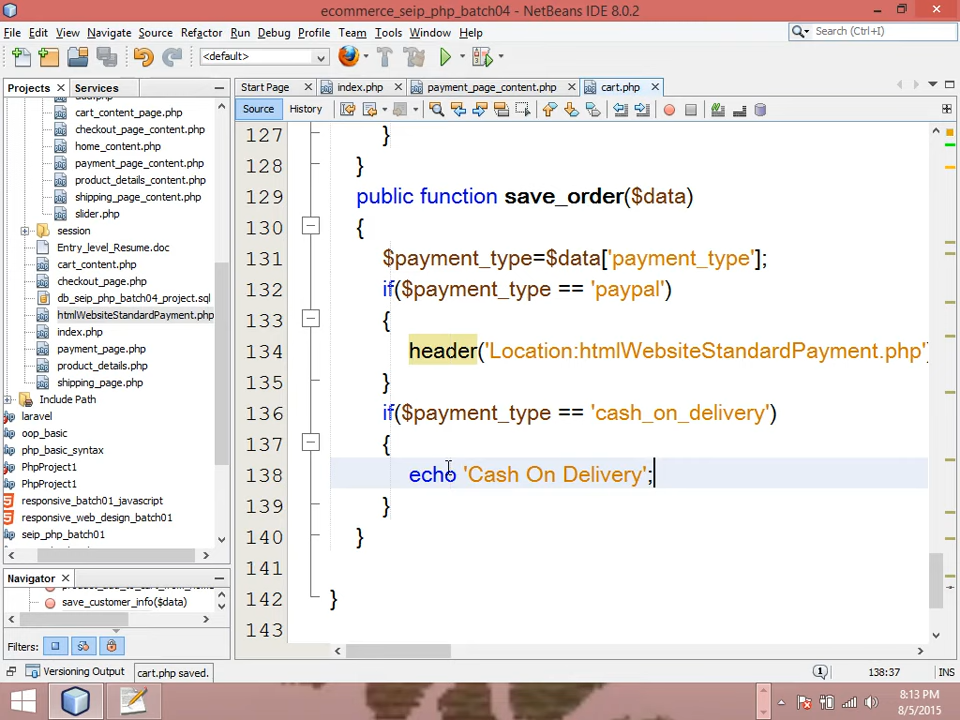 ecommerce_seip_php_batch04 - NetBeans IDE 8.0.2
File Edit View Navigate Source Refactor Run Debug Profile Team Tools Window Help
Search (Ctrl+I)
<default>
Projects Services
Start Page index.php payment_page_content.php cart.php
Source History
cart_content_page.php
checkout_page_content.php
home_content.php
payment_page_content.php
product_details_content.php
shipping_page_content.php
slider.php
session
Entry_level_Resume.doc
cart_content.php
checkout_page.php
db_seip_php_batch04_project.sql
htmlWebsiteStandardPayment.php
index.php
payment_page.php
product_details.php
shipping_page.php
Include Path
laravel
oop_basic
php_basic_syntax
PhpProject1
PhpProject1
responsive_batch01_javascript
responsive_web_design_batch01
seip_php_batch01
127 }
128 }
129 public function save_order($data)
130 {
131 $payment_type=$data['payment_type'];
132 if($payment_type == 'paypal')
133 {
134 header('Location:htmlWebsiteStandardPayment.php'
135 }
136 if($payment_type == 'cash_on_delivery')
137 {
138 echo 'Cash On Delivery';
139 }
140 }
141
142 }
143
Navigator
save_customer_info($data)
Filters:
Versioning Output
cart.php saved.
1
138:37
INS
8:13 PM
8/5/2015